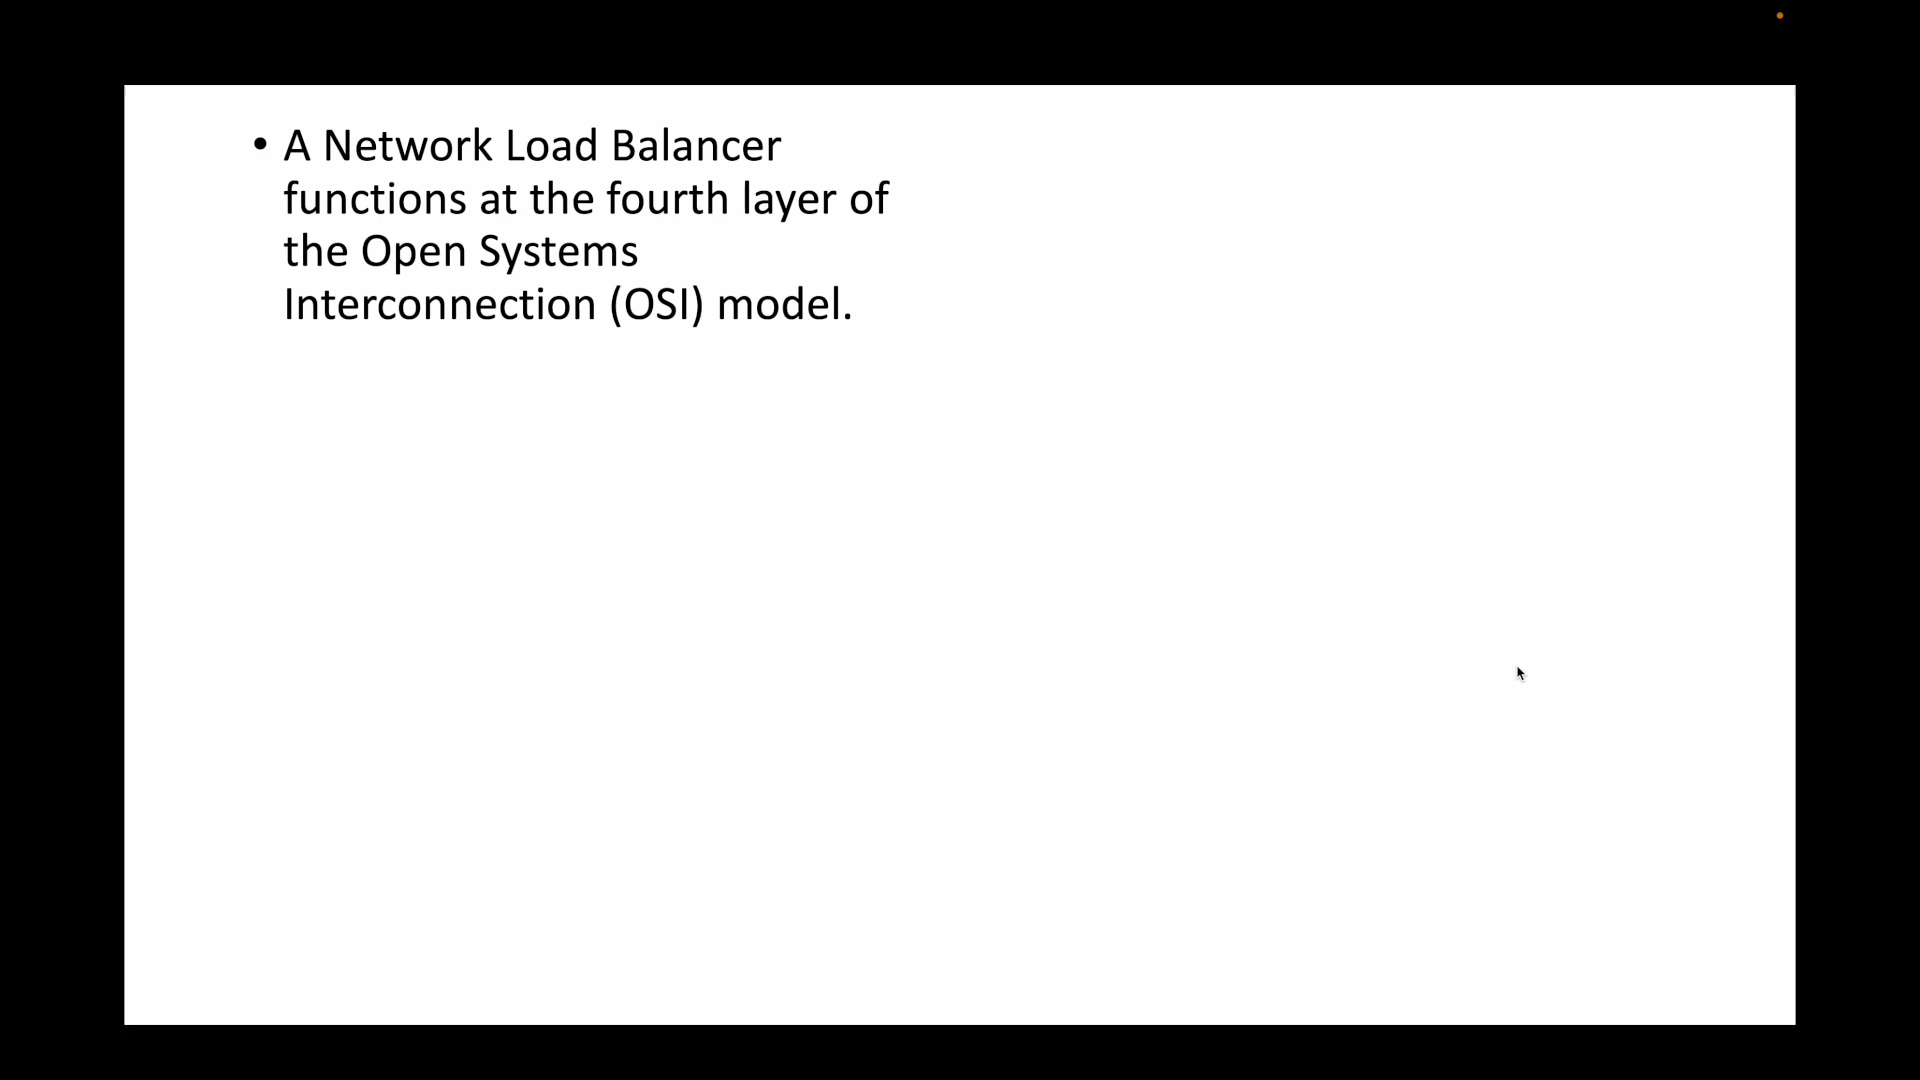 • A Network Load Balancer
functions at the fourth layer of
the Open Systems
Interconnection (OSI) model.